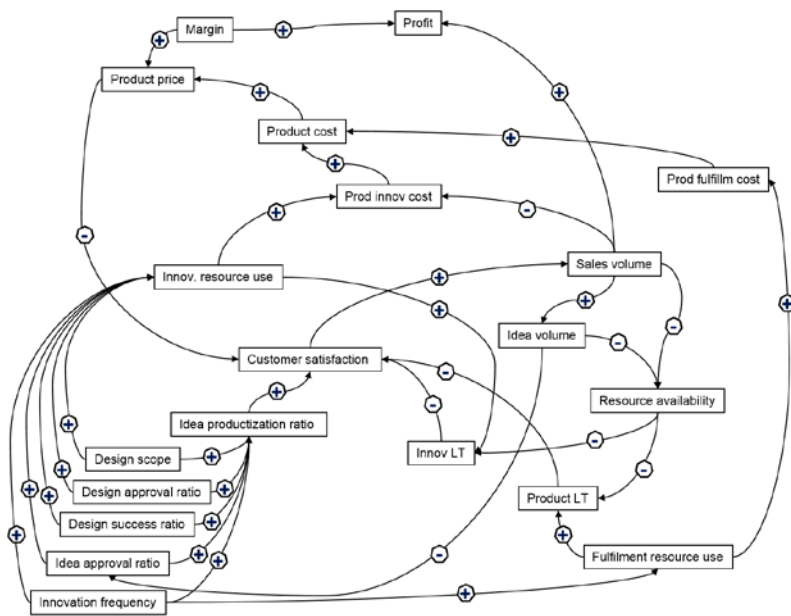 Margin
Profit
+
+
Product price
+
+
Product cost
+
+
Prod fulfillm cost
Prod innov cost
-
+
-
Sales volume
Innov. resource use
+
+
+
+
Idea volume
-
-
Customer satisfaction
-
+
Resource availability
-
Idea productization ratio
Innov LT
-
Design scope
+
+
-
Design approval ratio
+
+
Product LT
Design success ratio
+
+
+
Fulfilment resource use
Idea approval ratio
+
+
-
Innovation frequency
+
+
+